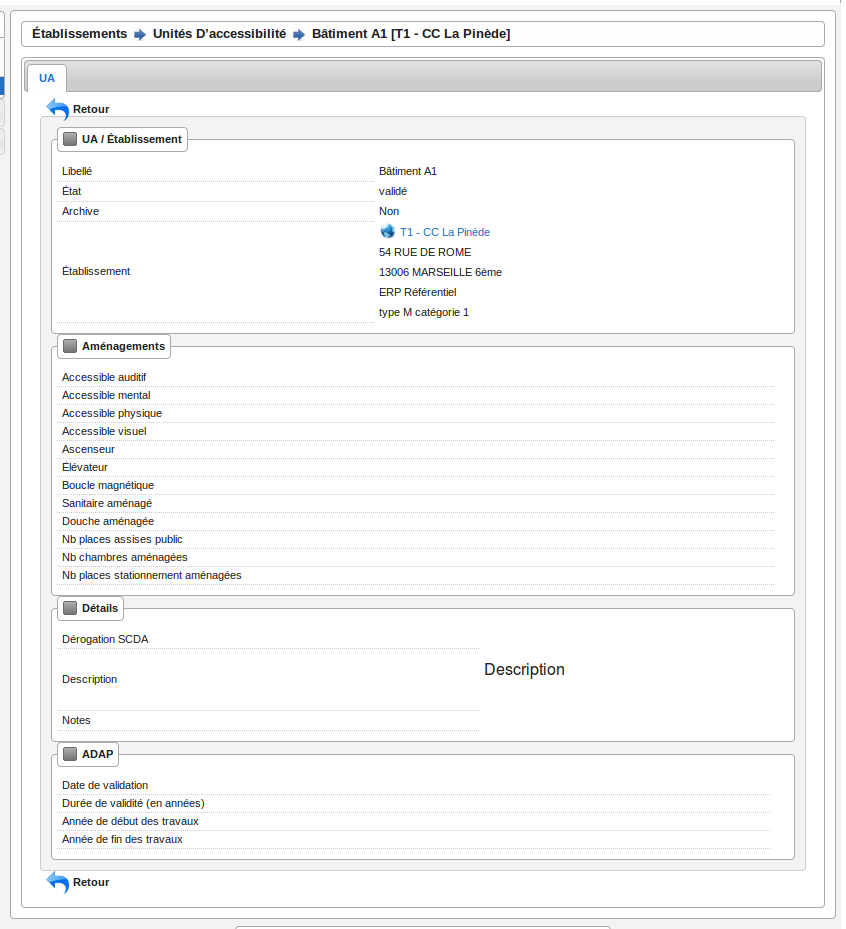 Établissements Unités D'accessibilité Bâtiment A1 [T1 - CC La Pinède]
UA
Retour
UA / Établissement
Libellé Bâtiment A1
État validé
Archive Non
Établissement T1 - CC La Pinède
54 RUE DE ROME
13006 MARSEILLE 6ème
ERP Référentiel
type M catégorie 1
Aménagements
Accessible auditif
Accessible mental
Accessible physique
Accessible visuel
Ascenseur
Élévateur
Boucle magnétique
Sanitaire aménagé
Douche aménagée
Nb places assises public
Nb chambres aménagées
Nb places stationnement aménagées
Détails
Dérogation SCDA
Description Description
Notes
ADAP
Date de validation
Durée de validité (en années)
Année de début des travaux
Année de fin des travaux
Retour